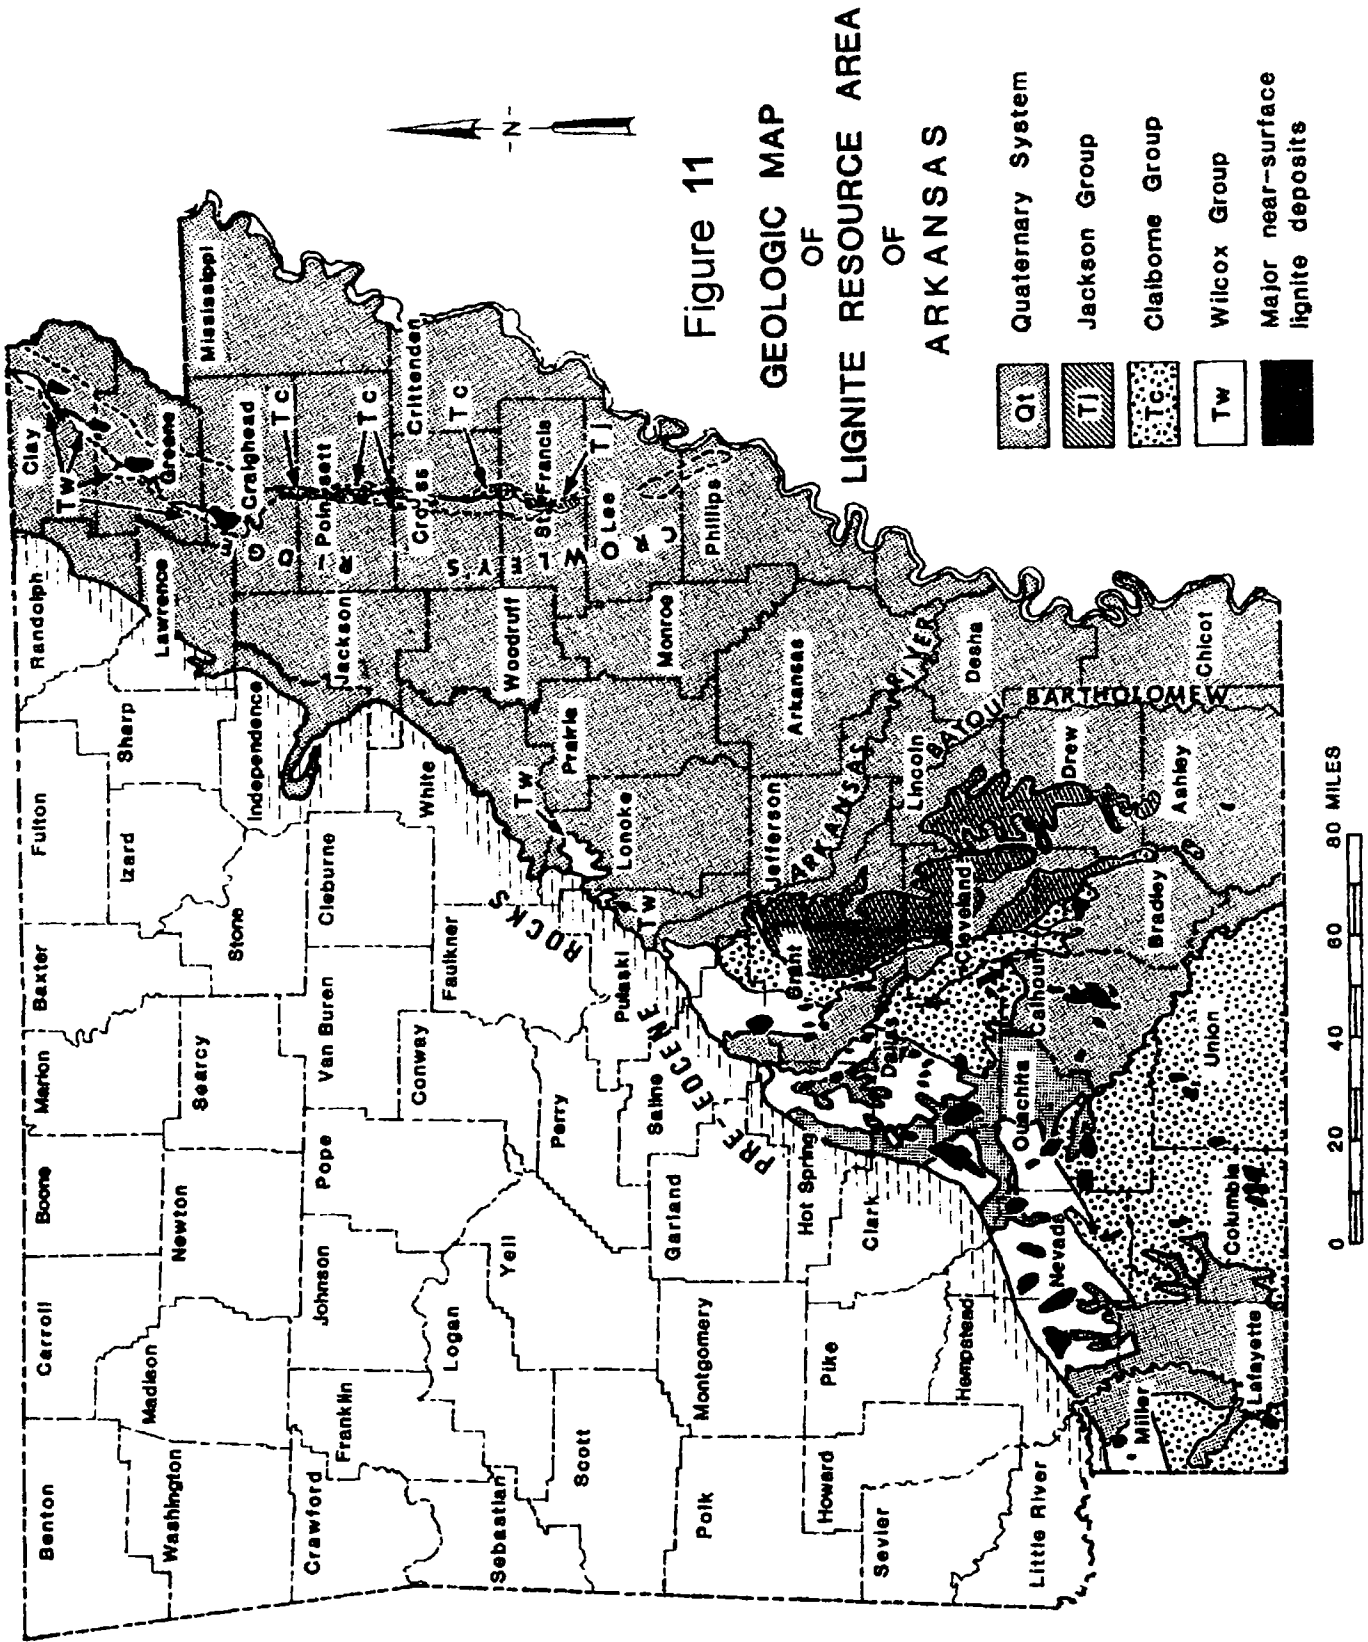 Figure 11
GEOLOGIC MAP
OF
LIGNITE RESOURCE AREA
OF
ARKANSAS
-N-
Qt Quaternary System
Tj Jackson Group
Tc Claiborne Group
Tw Wilcox Group
Major near-surface
lignite deposits
0 20 40 60 80 MILES
Benton
Carroll
Boone
Marion
Baxter
Fulton
Randolph
Clay
Washington
Madison
Newton
Searcy
Stone
Izard
Sharp
Lawrence
Greene
Mississippi
Crawford
Franklin
Johnson
Pope
Van Buren
Cleburne
Independence
Jackson
Craighead
Poinsett
Sebastian
Logan
Yell
Conway
Faulkner
White
Woodruff
Cross
Crittenden
Scott
Perry
Pulaski
Lonoke
Prairie
Monroe
St. Francis
Lee
Phillips
Polk
Montgomery
Garland
Saline
Howard
Pike
Hot Spring
Grant
Jefferson
Arkansas
Sevier
Clark
Dallas
Cleveland
Lincoln
Desha
Little River
Hempstead
Nevada
Ouachita
Calhoun
Bradley
Drew
Miller
Lafayette
Columbia
Union
Ashley
Chicot
PRE-EOCENE ROCKS
CROWLEY'S RIDGE
ARKANSAS RIVER
BAYOU BARTHOLOMEW
Tw
Tc
Tc
Tc
Tj
Tw
Tw